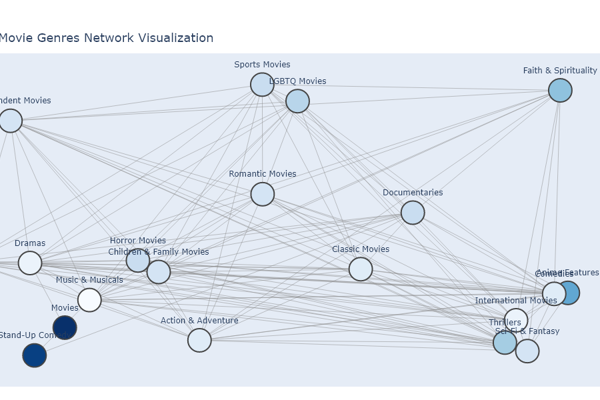 Movie Genres Network Visualization
Sports Movies
Faith & Spirituality
LGBTQ Movies
ndent Movies
Romantic Movies
Documentaries
Dramas
Horror Movies
Children & Family Movies
Classic Movies
Anime Features
Comedies
Music & Musicals
International Movies
Movies
Action & Adventure
Thrillers
Sci-Fi & Fantasy
Stand-Up Com